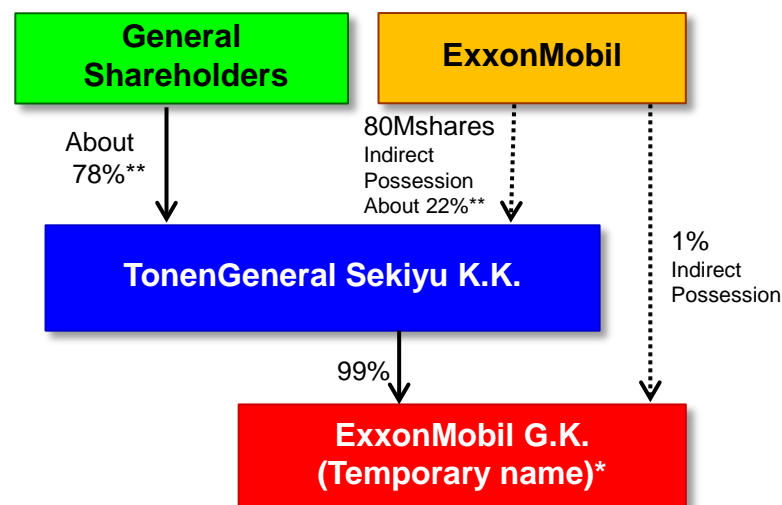 General
Shareholders
ExxonMobil
About
78%**
80Mshares
Indirect
Possession
About 22%**
TonenGeneral Sekiyu K.K.
1%
Indirect
Possession
99%
ExxonMobil G.K.
(Temporary name)*